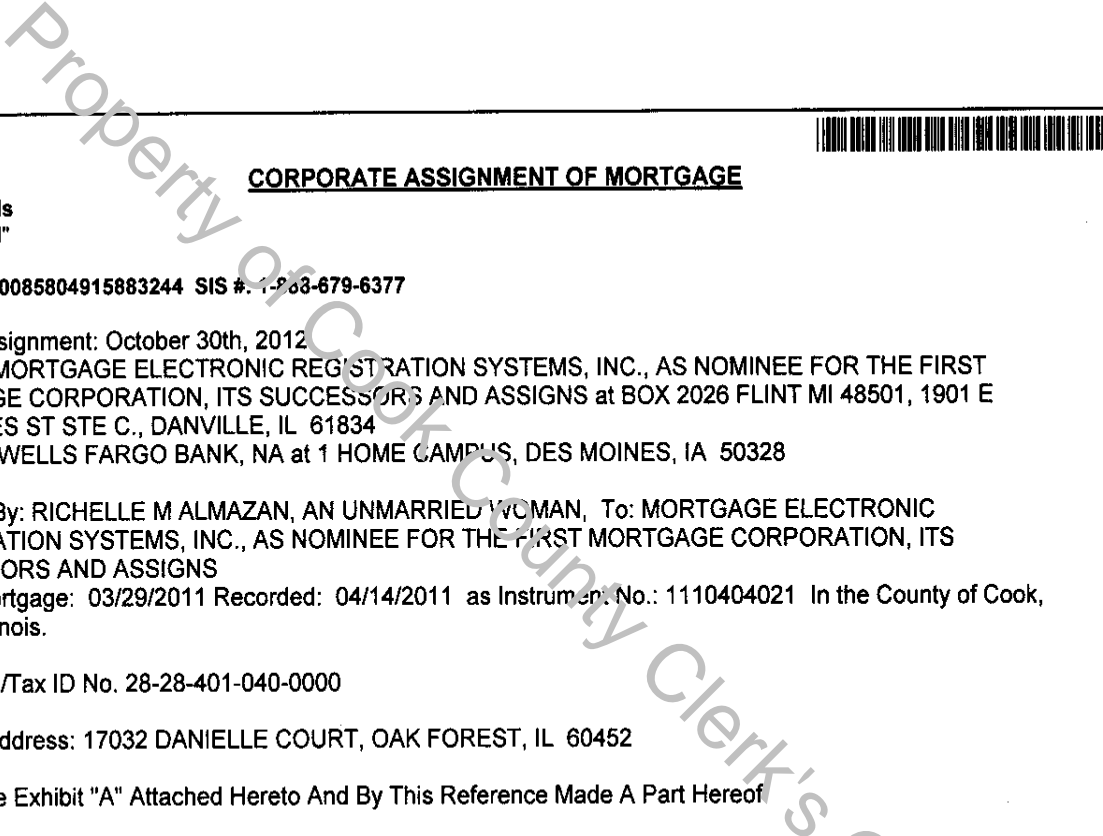 Property of Cook County Clerk's
CORPORATE ASSIGNMENT OF MORTGAGE
ls
l"
0085804915883244 SIS #: 1-888-679-6377
signment: October 30th, 2012
MORTGAGE ELECTRONIC REGISTRATION SYSTEMS, INC., AS NOMINEE FOR THE FIRST
GE CORPORATION, ITS SUCCESSORS AND ASSIGNS at BOX 2026 FLINT MI 48501, 1901 E
ES ST STE C., DANVILLE, IL 61834
WELLS FARGO BANK, NA at 1 HOME CAMPUS, DES MOINES, IA 50328
By: RICHELLE M ALMAZAN, AN UNMARRIED WOMAN, To: MORTGAGE ELECTRONIC
ATION SYSTEMS, INC., AS NOMINEE FOR THE FIRST MORTGAGE CORPORATION, ITS
ORS AND ASSIGNS
rtgage: 03/29/2011 Recorded: 04/14/2011 as Instrument No.: 1110404021 In the County of Cook,
nois.
/Tax ID No. 28-28-401-040-0000
ddress: 17032 DANIELLE COURT, OAK FOREST, IL 60452
e Exhibit "A" Attached Hereto And By This Reference Made A Part Hereof